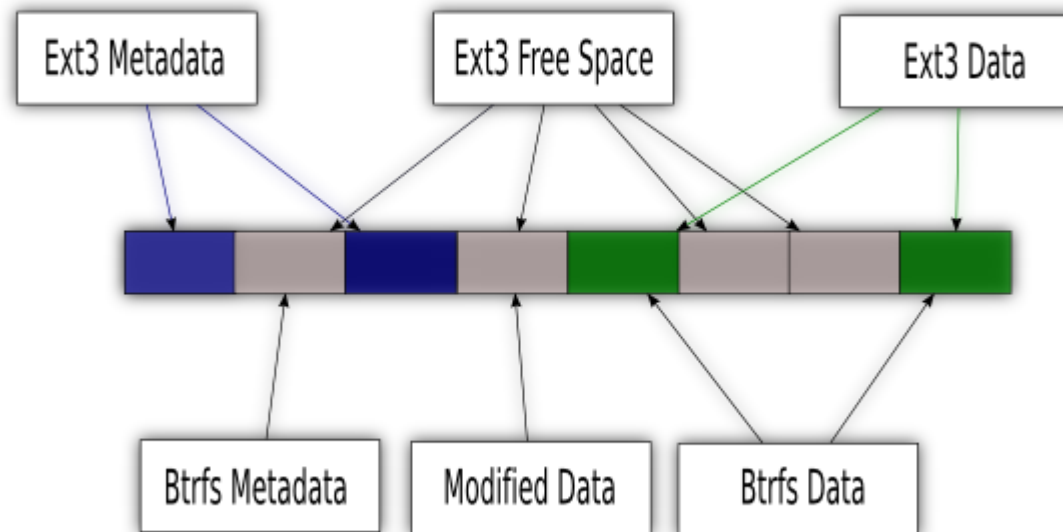 Ext3 Metadata
Ext3 Free Space
Ext3 Data
Btrfs Metadata
Modified Data
Btrfs Data